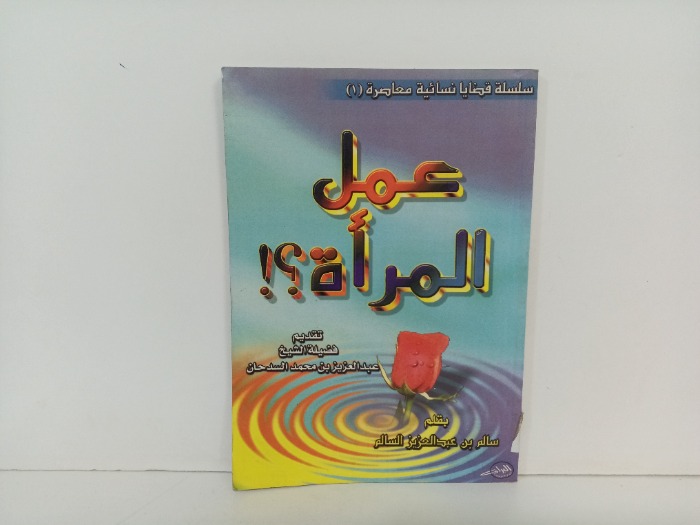 سلسلة قضايا نسائية معاصرة (١)
عمل
المرأة؟!
تقديم
فضيلة الشيخ
عبدالعزيز بن محمد السدحان
بقلم
سالم بن عبدالعزيز السالم